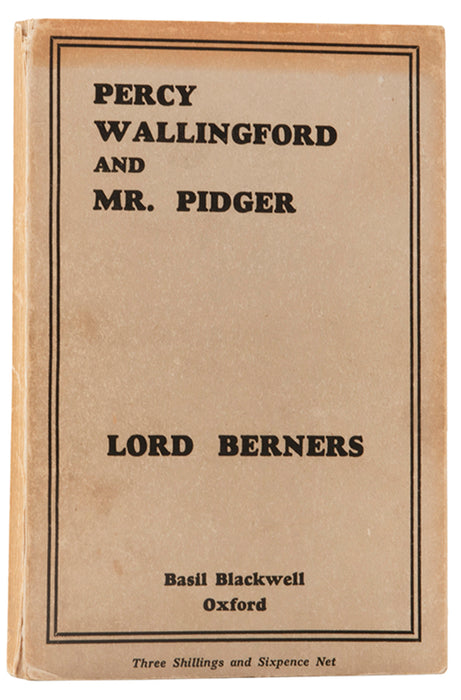 PERCY
WALLINGFORD
AND
MR. PIDGER
LORD BERNERS
Basil Blackwell
Oxford
Three Shillings and Sixpence Net